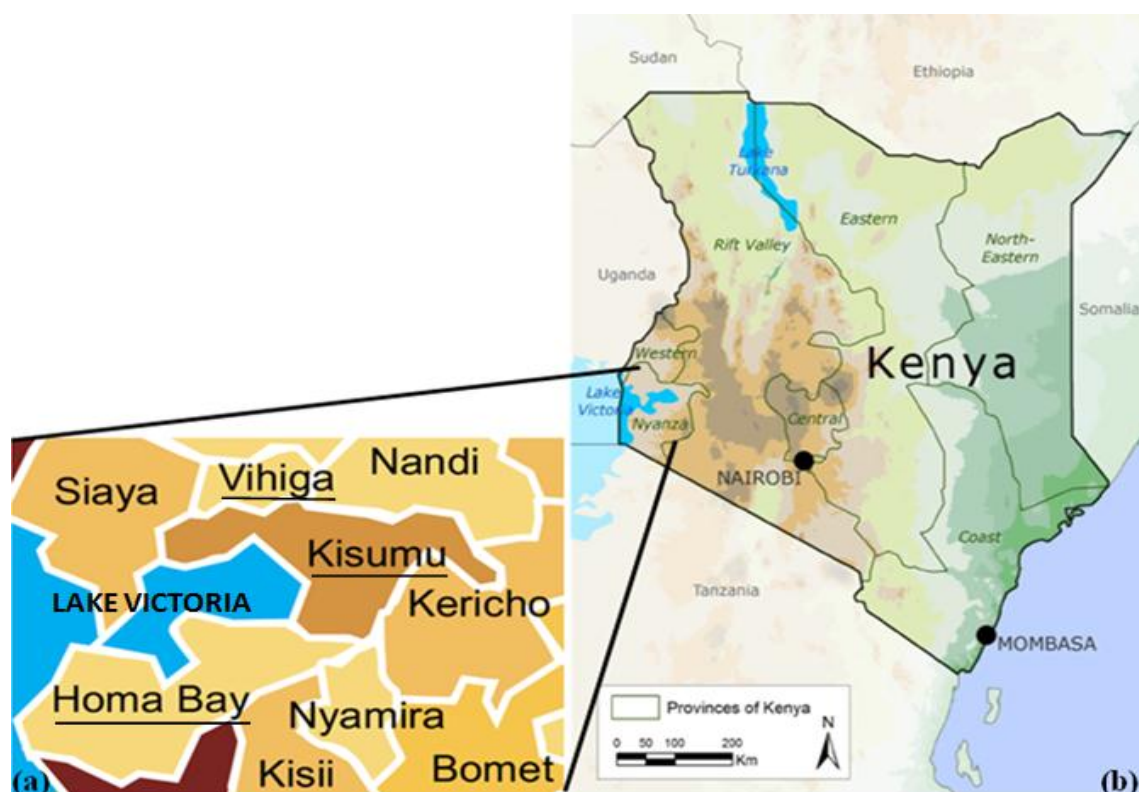 Sudan
Ethiopia
Lake
Turkana
Eastern
Rift Valley
North-
Eastern
Uganda
Somalia
Western
Kenya
Lake
Victoria
Nyanza
Central
NAIROBI
Coast
Tanzania
MOMBASA
Provinces of Kenya
N
0 50 100 200
Km
(b)
Nandi
Vihiga
Siaya
Kisumu
LAKE VICTORIA
Kericho
Homa Bay
Nyamira
Kisii
Bomet
(a)